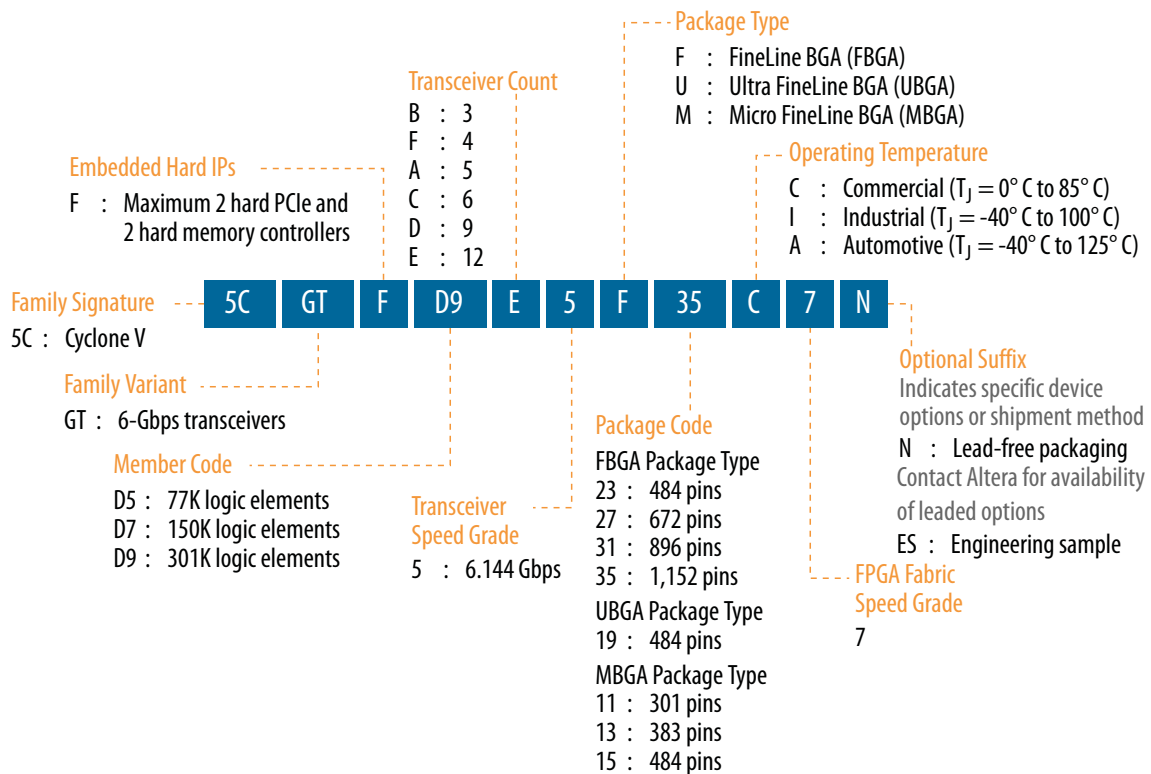 Package Type
F : FineLine BGA (FBGA)
U : Ultra FineLine BGA (UBGA)
M : Micro FineLine BGA (MBGA)
Transceiver Count
B : 3
F : 4
A : 5
C : 6
D : 9
E : 12
Embedded Hard IPs
F : Maximum 2 hard PCIe and
2 hard memory controllers
Operating Temperature
C : Commercial (TJ = 0° C to 85° C)
I : Industrial (TJ = -40° C to 100° C)
A : Automotive (TJ = -40° C to 125° C)
Family Signature
5C : Cyclone V
5C GT F D9 E 5 F 35 C 7 N
Family Variant
GT : 6-Gbps transceivers
Member Code
D5 : 77K logic elements
D7 : 150K logic elements
D9 : 301K logic elements
Transceiver
Speed Grade
5 : 6.144 Gbps
Package Code
FBGA Package Type
23 : 484 pins
27 : 672 pins
31 : 896 pins
35 : 1,152 pins
UBGA Package Type
19 : 484 pins
MBGA Package Type
11 : 301 pins
13 : 383 pins
15 : 484 pins
Optional Suffix
Indicates specific device
options or shipment method
N : Lead-free packaging
Contact Altera for availability
of leaded options
ES : Engineering sample
FPGA Fabric
Speed Grade
7